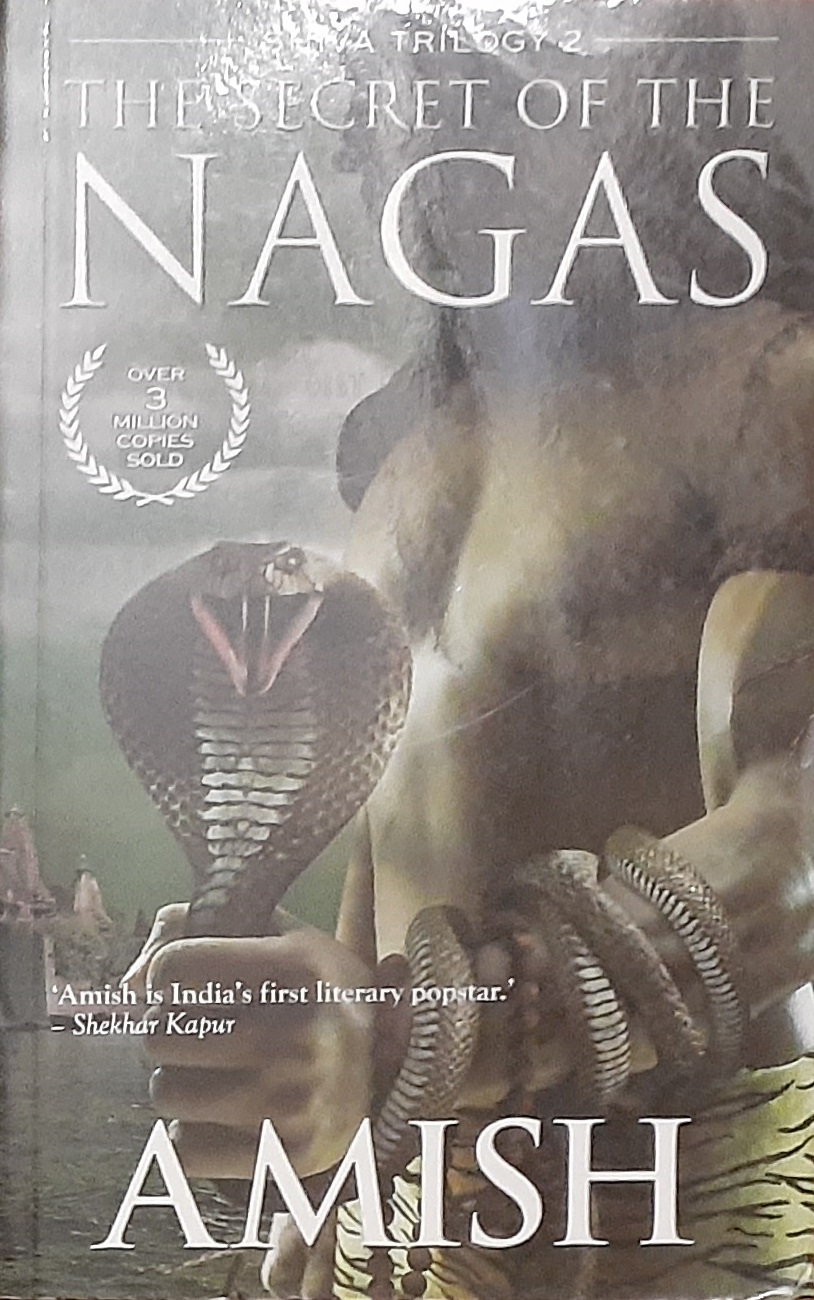 SHIVA TRILOGY 2
THE SECRET OF THE
NAGAS
OVER
3
MILLION
COPIES
SOLD
'Amish is India's first literary popstar.'
– Shekhar Kapur
AMISH